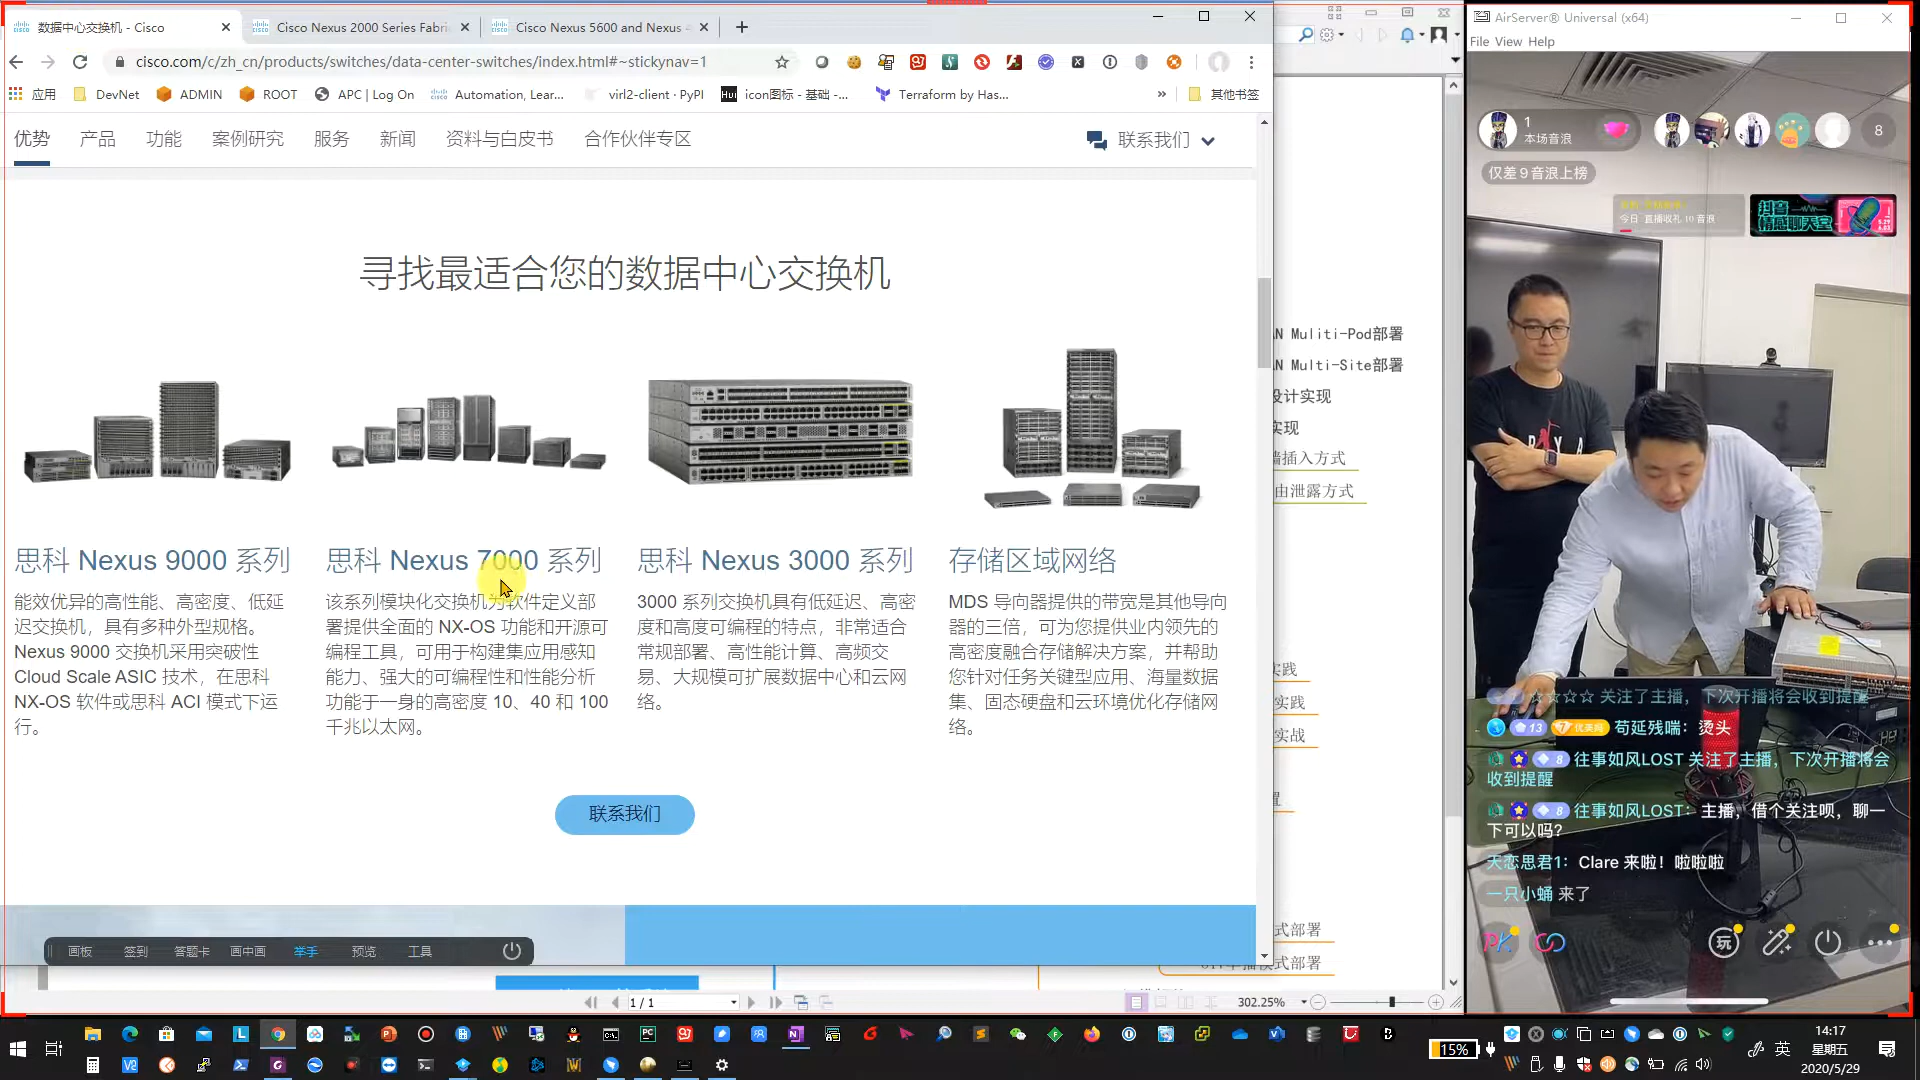 数据中心交换机 - Cisco
Cisco Nexus 2000 Series Fabri
Cisco Nexus 5600 and Nexus
cisco.com/c/zh_cn/products/switches/data-center-switches/index.html#~stickynav=1
应用
DevNet
ADMIN
ROOT
APC | Log On
Automation, Lear...
virl2-client · PyPI
icon图标 - 基础 -...
Terraform by Has...
»
其他书签
优势
产品
功能
案例研究
服务
新闻
资料与白皮书
合作伙伴专区
联系我们
寻找最适合您的数据中心交换机
思科 Nexus 9000 系列
能效优异的高性能、高密度、低延
迟交换机，具有多种外型规格。
Nexus 9000 交换机采用突破性
Cloud Scale ASIC 技术，在思科
NX-OS 软件或思科 ACI 模式下运
行。
思科 Nexus 7000 系列
该系列模块化交换机为软件定义部
署提供全面的 NX-OS 功能和开源可
编程工具，可用于构建集应用感知
能力、强大的可编程性和性能分析
功能于一身的高密度 10、40 和 100
千兆以太网。
思科 Nexus 3000 系列
3000 系列交换机具有低延迟、高密
度和高度可编程的特点，非常适合
常规部署、高性能计算、高频交
易、大规模可扩展数据中心和云网
络。
存储区域网络
MDS 导向器提供的带宽是其他导向
器的三倍，可为您提供业内领先的
高密度融合存储解决方案，并帮助
您针对任务关键型应用、海量数据
集、固态硬盘和云环境优化存储网
络。
联系我们
画板
签到
答题卡
画中画
举手
预览
工具
N Muliti-Pod部署
N Multi-Site部署
设计实现
实现
墙插入方式
由泄露方式
实践
实践
实战
置
式部署
式部署
1 / 1
302.25%
AirServer® Universal (x64)
File View Help
1
本场音浪
8
仅差9音浪上榜
今日 直播收礼 10 音浪
抖音
情感聊天室
☆☆☆☆ 关注了主播，下次开播将会收到提醒
13
苟延残喘：烫头
8 往事如风LOST 关注了主播，下次开播将会
收到提醒
8 往事如风LOST：主播，借个关注呗，聊一
下可以吗?
天恋思君1：Clare 来啦！啦啦啦
一只小蛹 来了
PK
玩
15%
英
14:17
星期五
2020/5/29